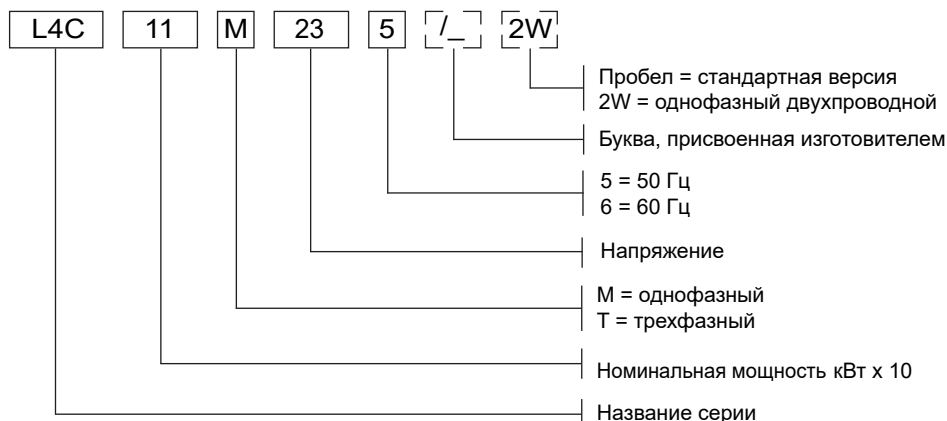 L4C 11 M 23 5 /_ 2W
Пробел = стандартная версия
2W = однофазный двухпроводной
Буква, присвоенная изготовителем
5 = 50 Гц
6 = 60 Гц
Напряжение
M = однофазный
T = трехфазный
Номинальная мощность кВт x 10
Название серии